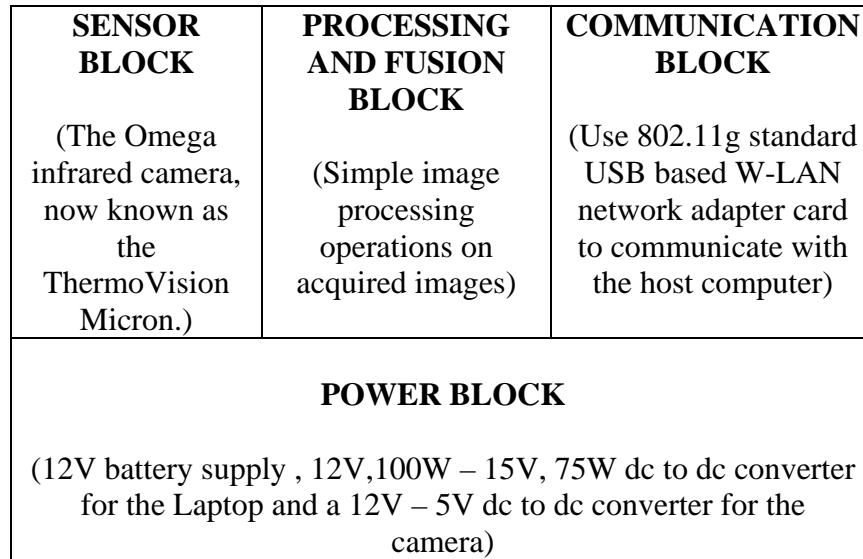 SENSOR
BLOCK
(The Omega
infrared camera,
now known as
the
ThermoVision
Micron.)
PROCESSING
AND FUSION
BLOCK
(Simple image
processing
operations on
acquired images)
COMMUNICATION
BLOCK
(Use 802.11g standard
USB based W-LAN
network adapter card
to communicate with
the host computer)
POWER BLOCK
(12V battery supply , 12V,100W – 15V, 75W dc to dc converter
for the Laptop and a 12V – 5V dc to dc converter for the
camera)